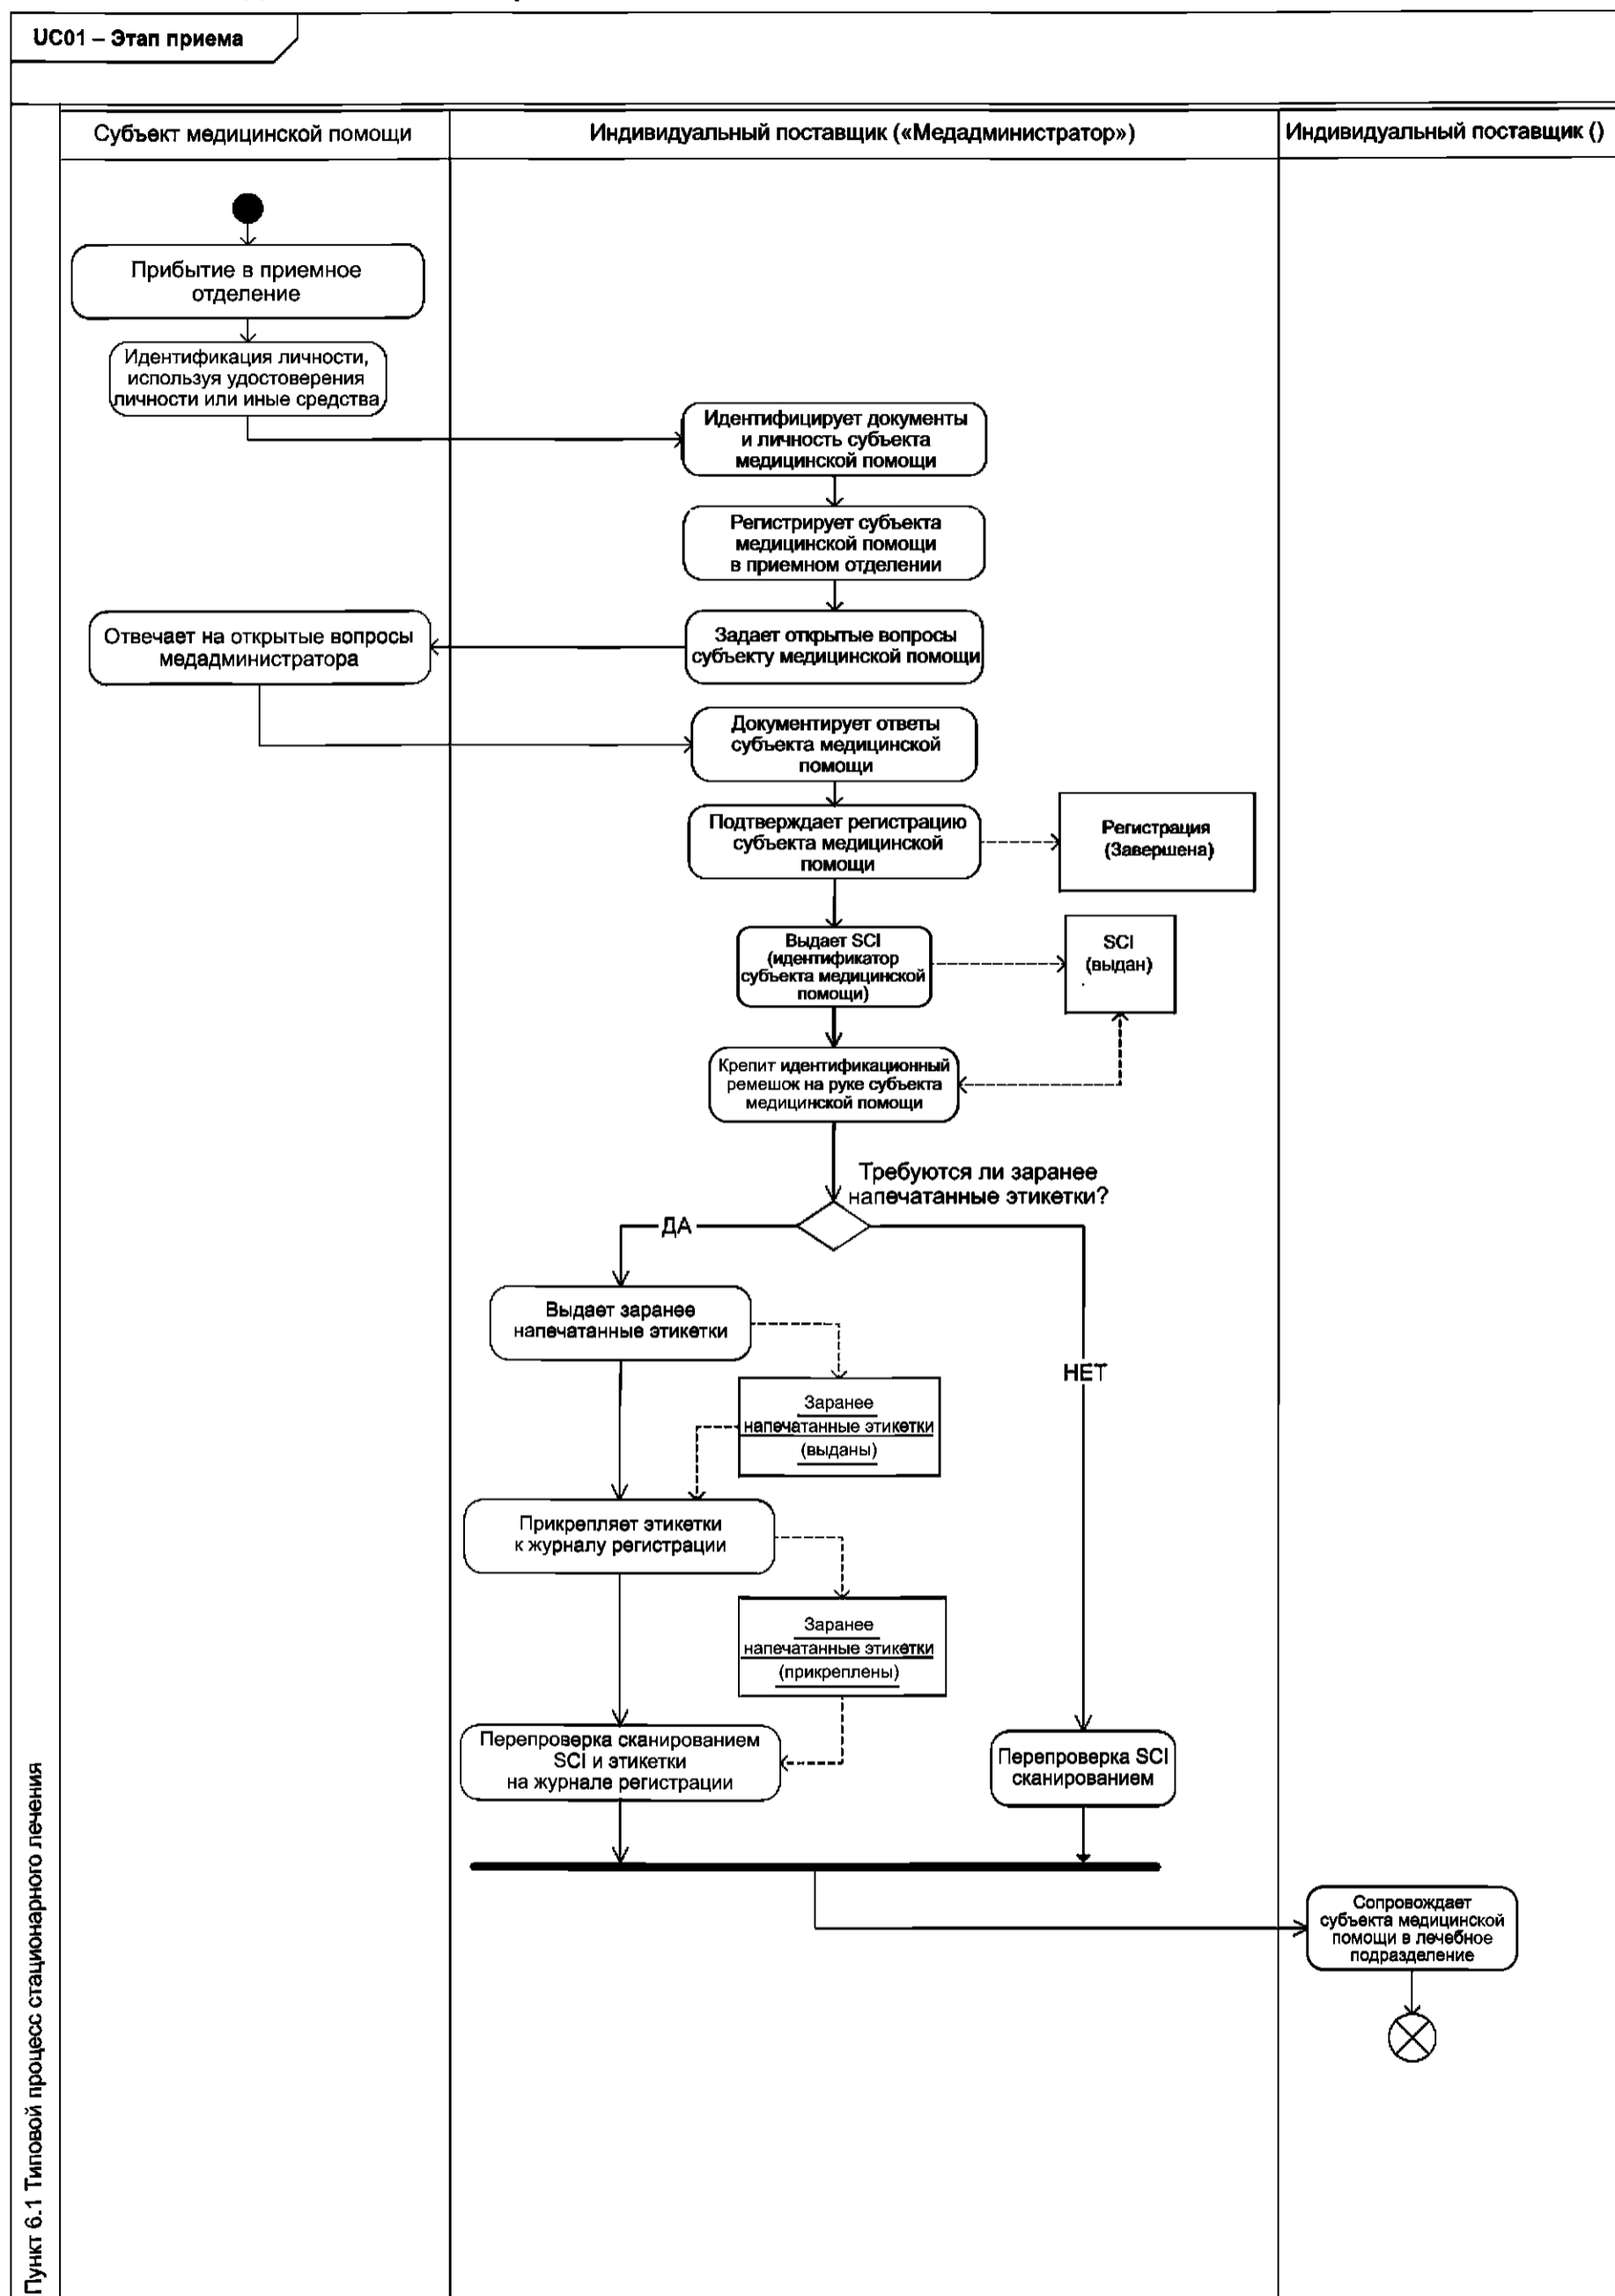 UC01 – Этап приема
Субъект медицинской помощи
Индивидуальный поставщик («Медадминистратор»)
Индивидуальный поставщик ()
Прибытие в приемное
отделение
Идентификация личности,
используя удостоверения
личности или иные средства
Идентифицирует документы
и личность субъекта
медицинской помощи
Регистрирует субъекта
медицинской помощи
в приемном отделении
Задает открытые вопросы
субъекту медицинской помощи
Отвечает на открытые вопросы
медадминистратора
Документирует ответы
субъекта медицинской
помощи
Подтверждает регистрацию
субъекта медицинской
помощи
Регистрация
(Завершена)
Выдает SCI
(идентификатор
субъекта медицинской
помощи)
SCI
(выдан)
Крепит идентификационный
ремешок на руке субъекта
медицинской помощи
Требуются ли заранее
напечатанные этикетки?
ДА
Выдает заранее
напечатанные этикетки
НЕТ
Заранее
напечатанные этикетки
(выданы)
Прикрепляет этикетки
к журналу регистрации
Заранее
напечатанные этикетки
(прикреплены)
Перепроверка сканированием
SCI и этикетки
на журнале регистрации
Перепроверка SCI
сканированием
Сопровождает
субъекта медицинской
помощи в лечебное
подразделение
Пункт 6.1 Типовой процесс стационарного лечения